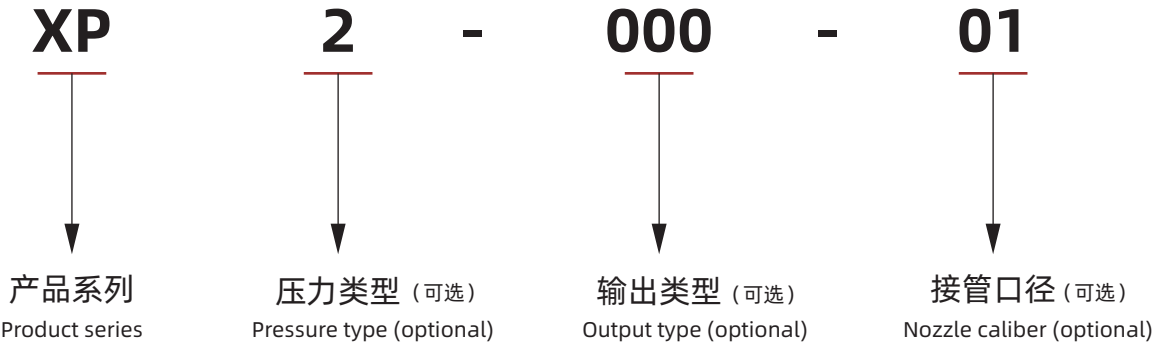 XP 2 - 000 - 01
产品系列 压力类型 (可选) 输出类型 (可选) 接管口径 (可选)
Product series Pressure type (optional) Output type (optional) Nozzle caliber (optional)